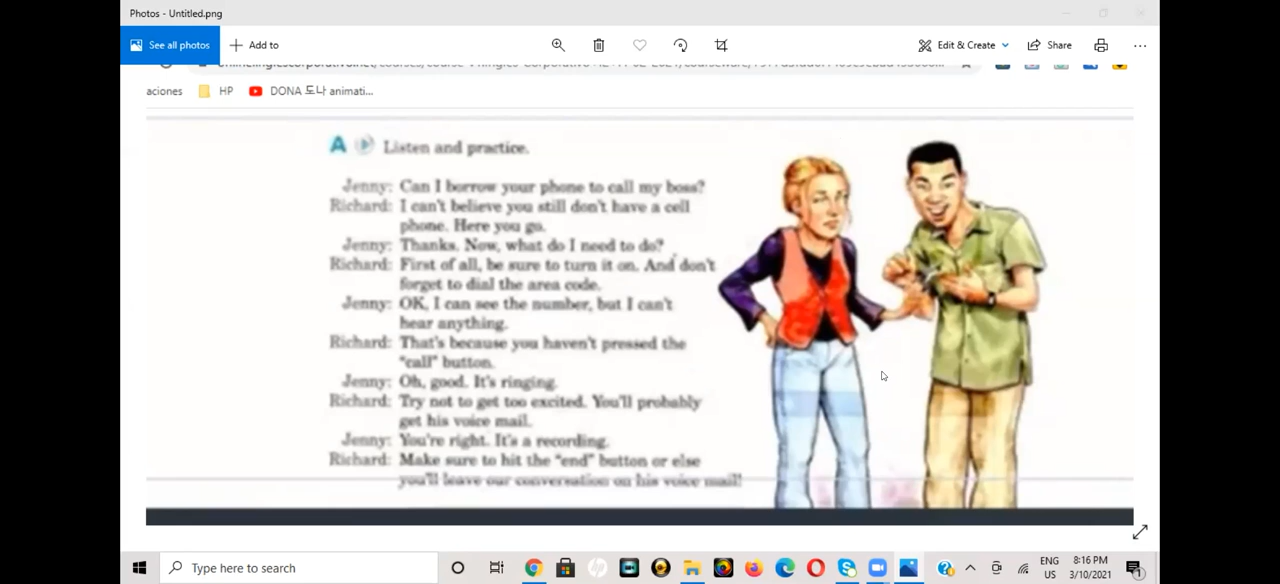 Photos - Untitled.png
See all photos
Add to
Edit & Create
Share
aciones
HP
DONA 도나 animati...
A Listen and practice.
Jenny: Can I borrow your phone to call my boss?
Richard: I can't believe you still don't have a cell
phone. Here you go.
Jenny: Thanks. Now, what do I need to do?
Richard: First of all, be sure to turn it on. And don't
forget to dial the area code.
Jenny: OK, I can see the number, but I can't
hear anything.
Richard: That's because you haven't pressed the
"call" button.
Jenny: Oh, good. It's ringing.
Richard: Try not to get too excited. You'll probably
get his voice mail.
Jenny: You're right. It's a recording.
Richard: Make sure to hit the "end" button or else
you'll leave our conversation on his voice mail!
Type here to search
ENG
US
8:16 PM
3/10/2021
1